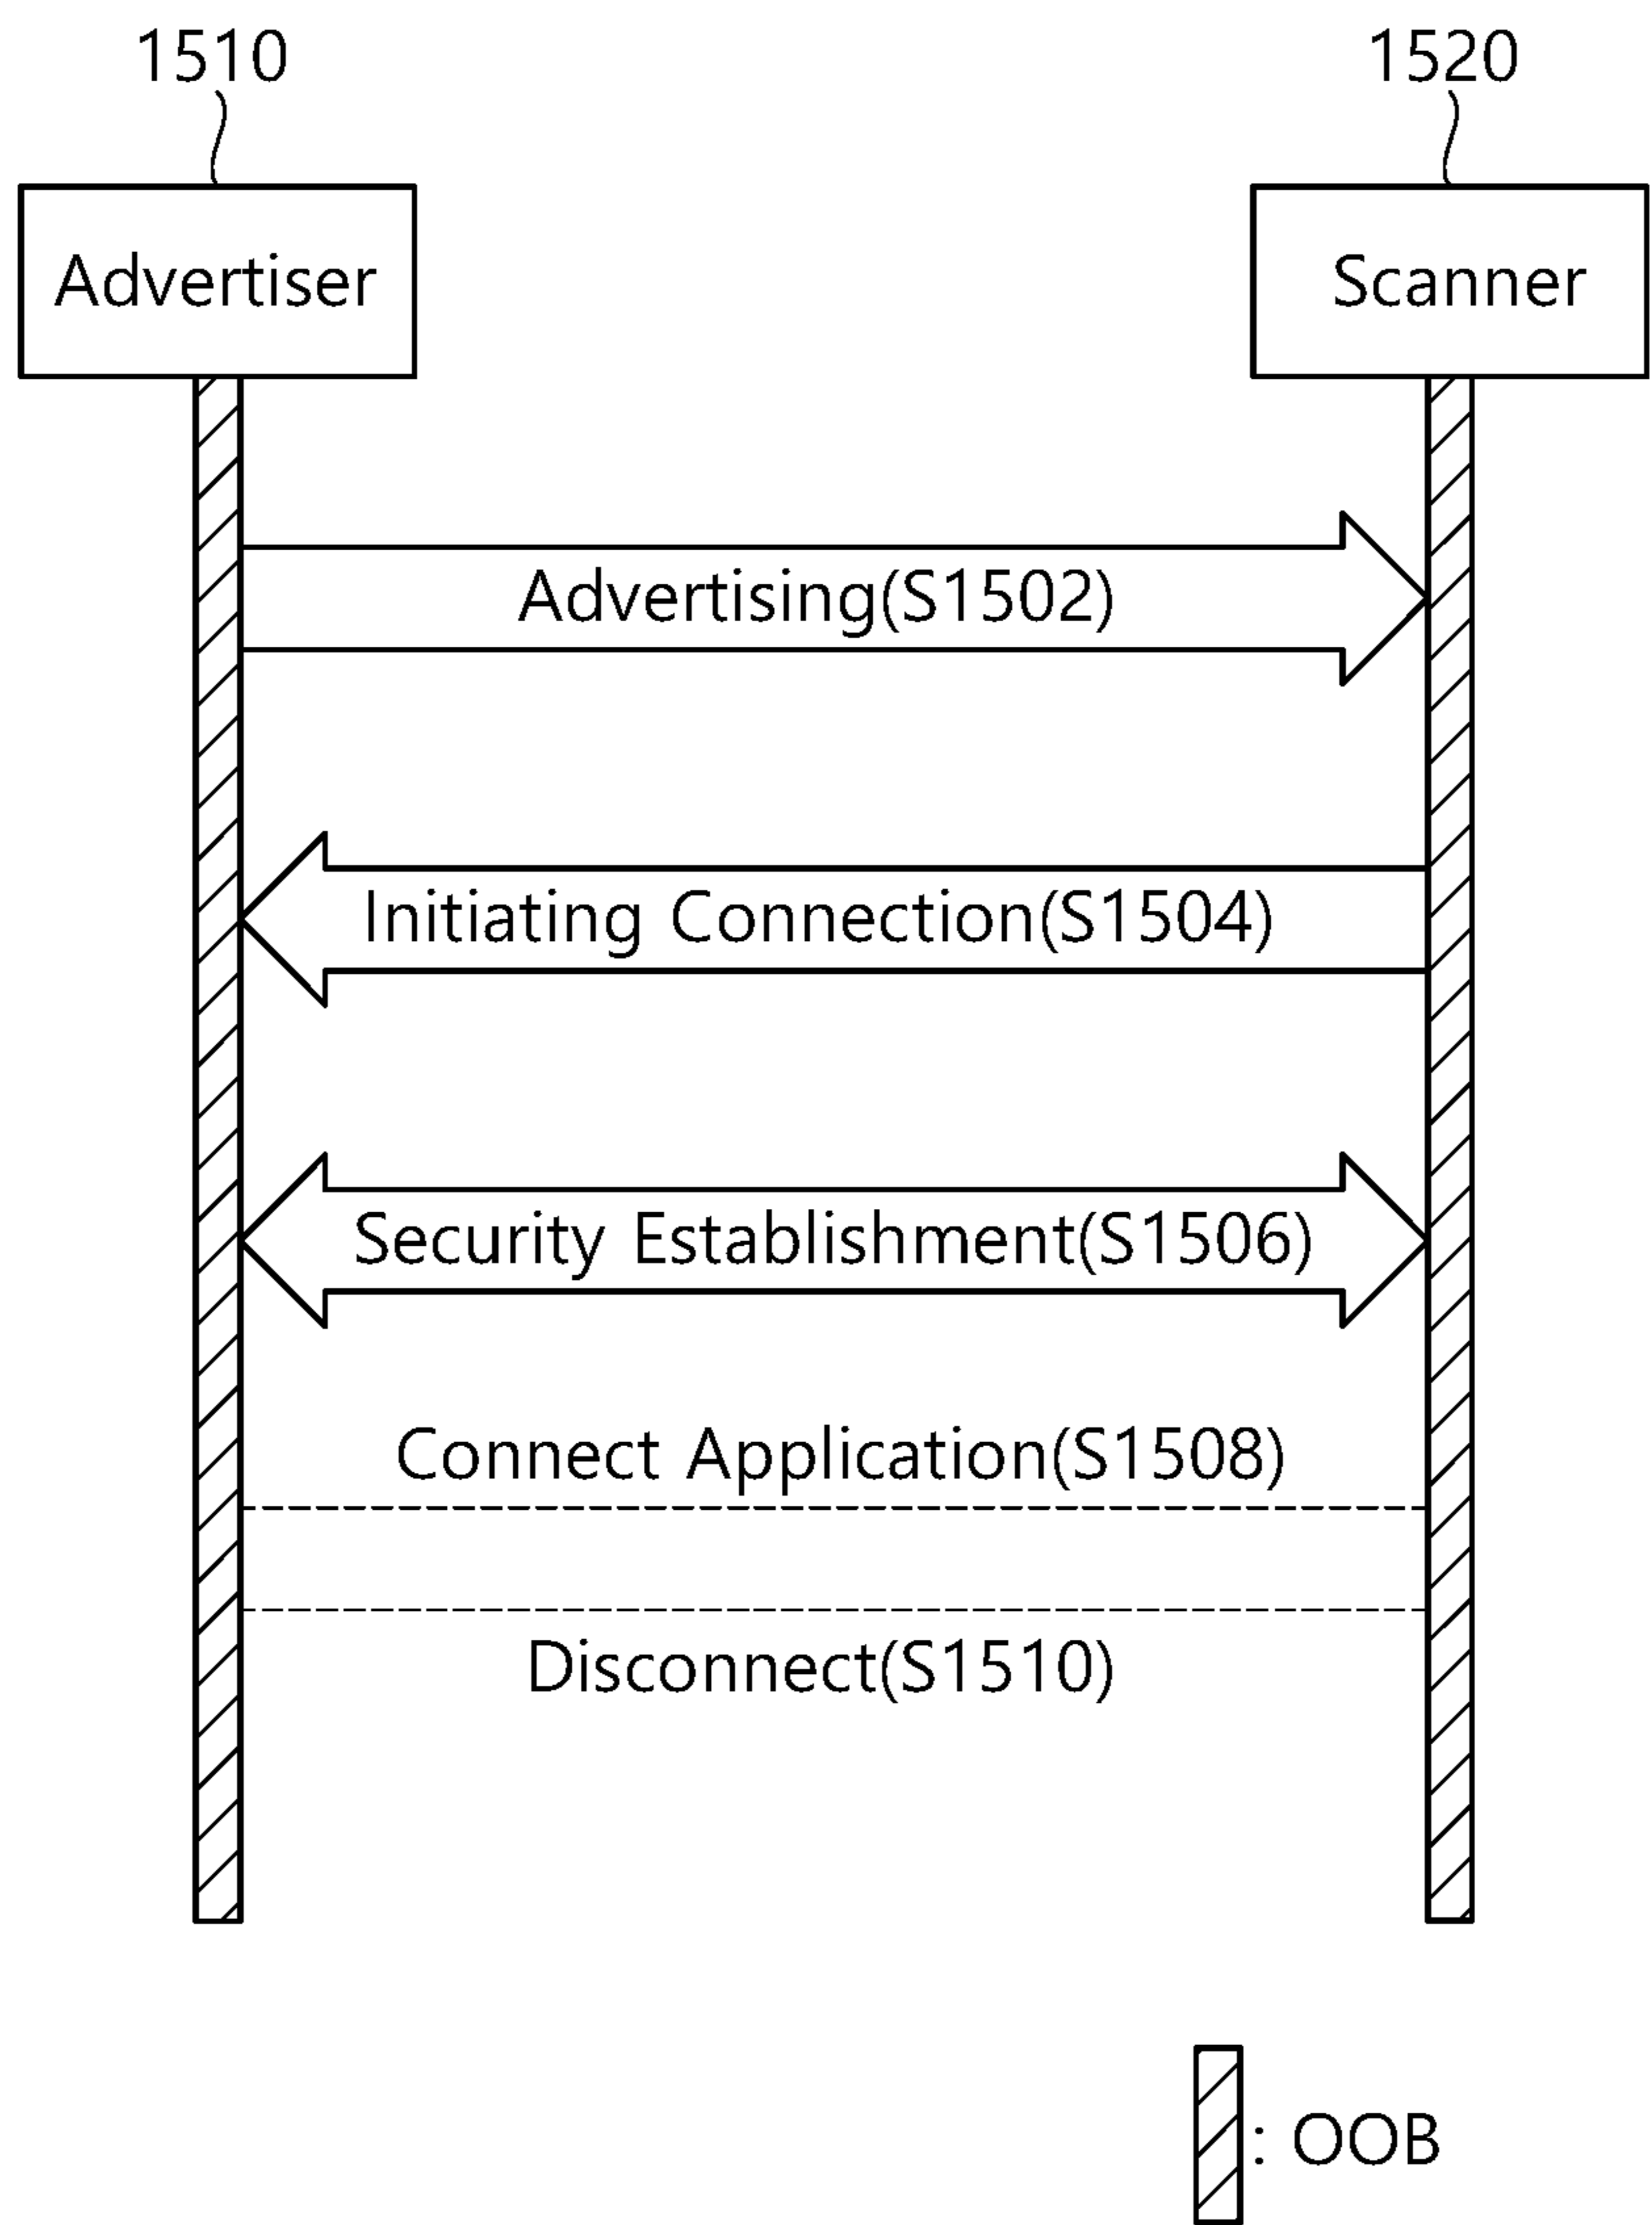 1510
1520
Advertiser
Scanner
Advertising(S1502)
Initiating Connection(S1504)
Security Establishment(S1506)
Connect Application(S1508)
Disconnect(S1510)
: OOB